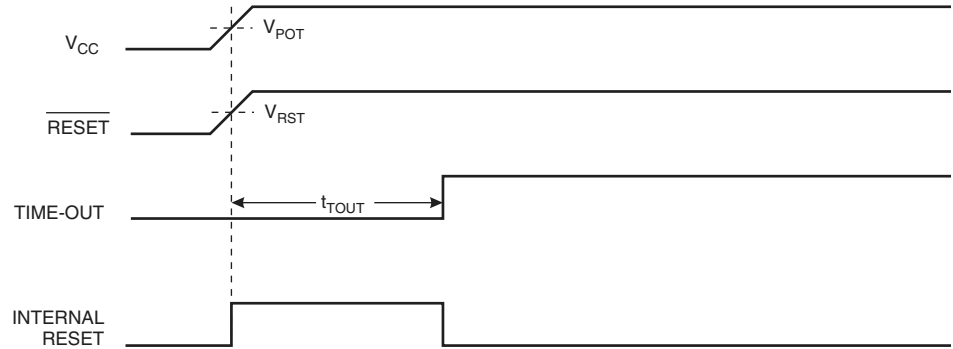 V_CC
V_POT
RESET
V_RST
TIME-OUT
t_TOUT
INTERNAL
RESET